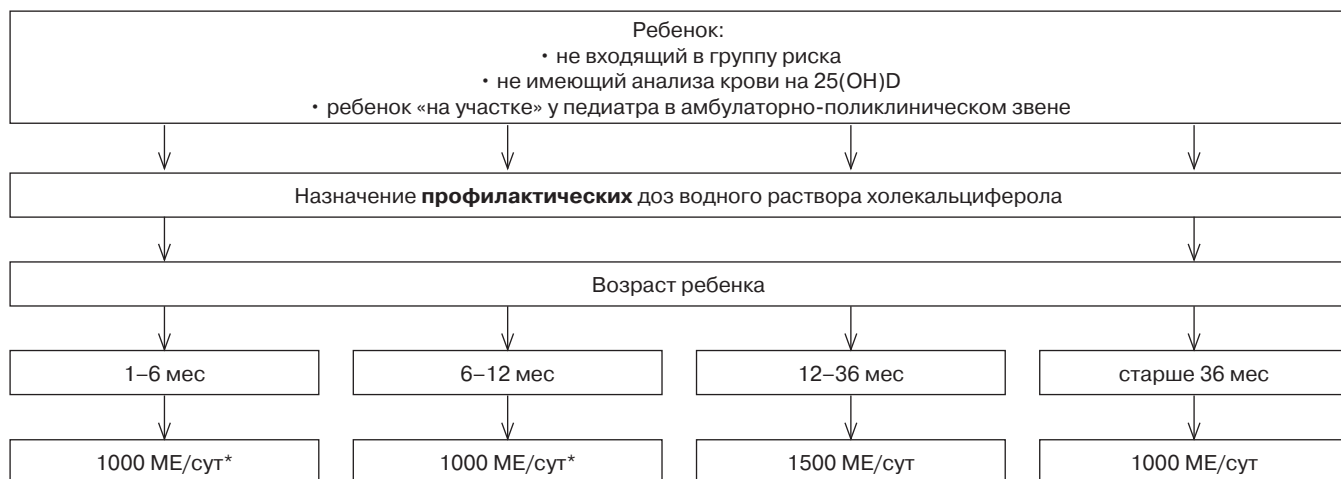 Ребенок:
• не входящий в группу риска
• не имеющий анализа крови на 25(OH)D
• ребенок «на участке» у педиатра в амбулаторно-поликлиническом звене
Назначение профилактических доз водного раствора холекальциферола
Возраст ребенка
1–6 мес
6–12 мес
12–36 мес
старше 36 мес
1000 МЕ/сут*
1000 МЕ/сут*
1500 МЕ/сут
1000 МЕ/сут